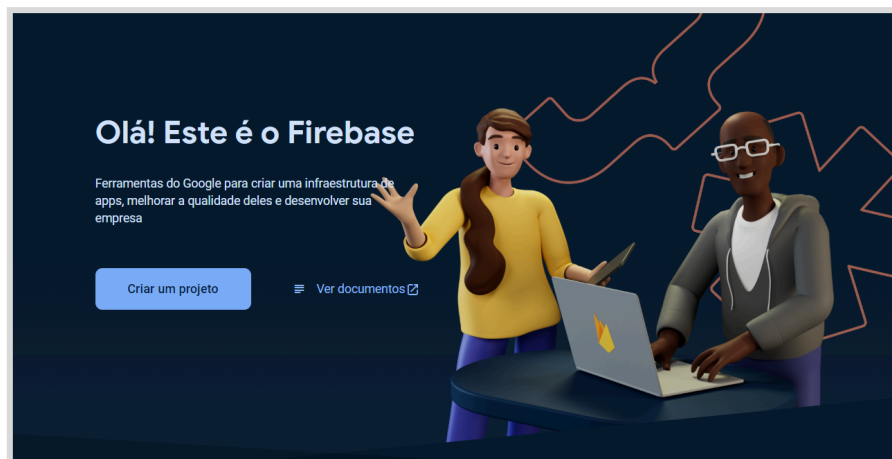 Olá! Este é o Firebase
Ferramentas do Google para criar uma infraestrutura de
apps, melhorar a qualidade deles e desenvolver sua
empresa
Criar um projeto
Ver documentos